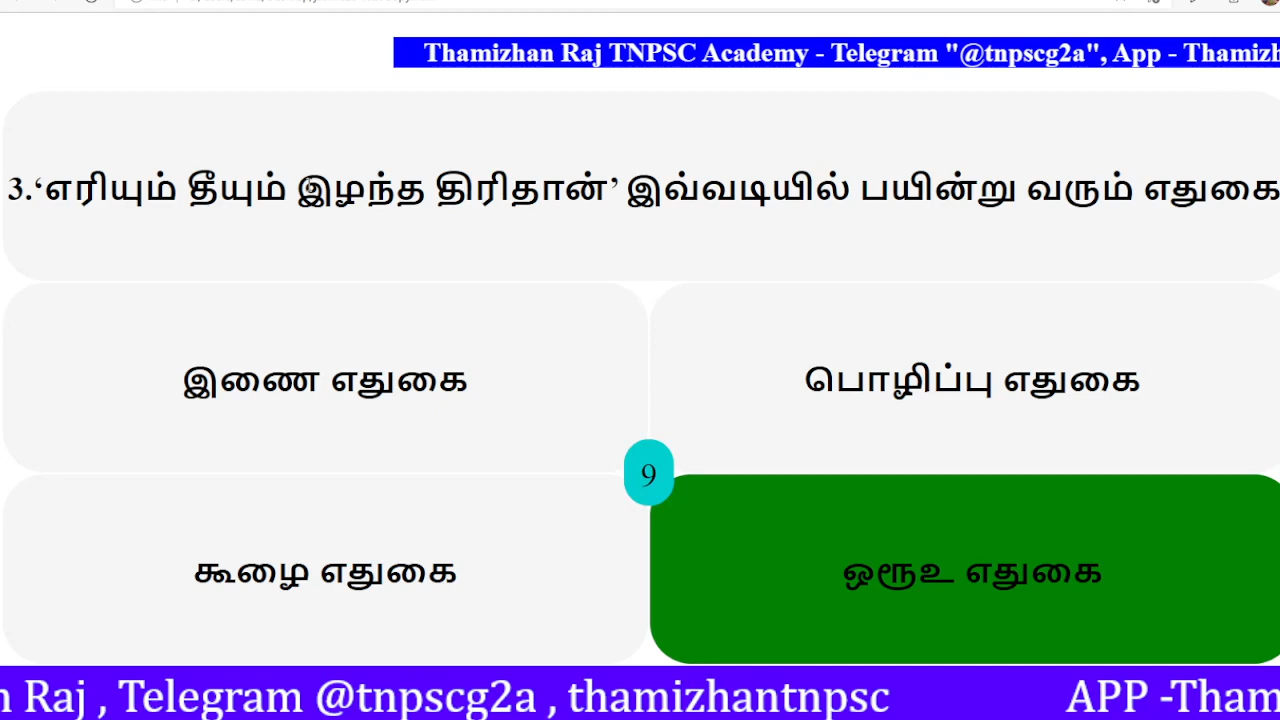 Thamizhan Raj TNPSC Academy - Telegram "@tnpscg2a", App - Thamizh
3.‘எரியும் தீயும் இழந்த திரிதான்’ இவ்வடியில் பயின்று வரும் எதுகை
இணை எதுகை
பொழிப்பு எதுகை
9
கூழை எதுகை
ஒரூஉ எதுகை
n Raj , Telegram @tnpscg2a , thamizhantnpsc APP -Tham